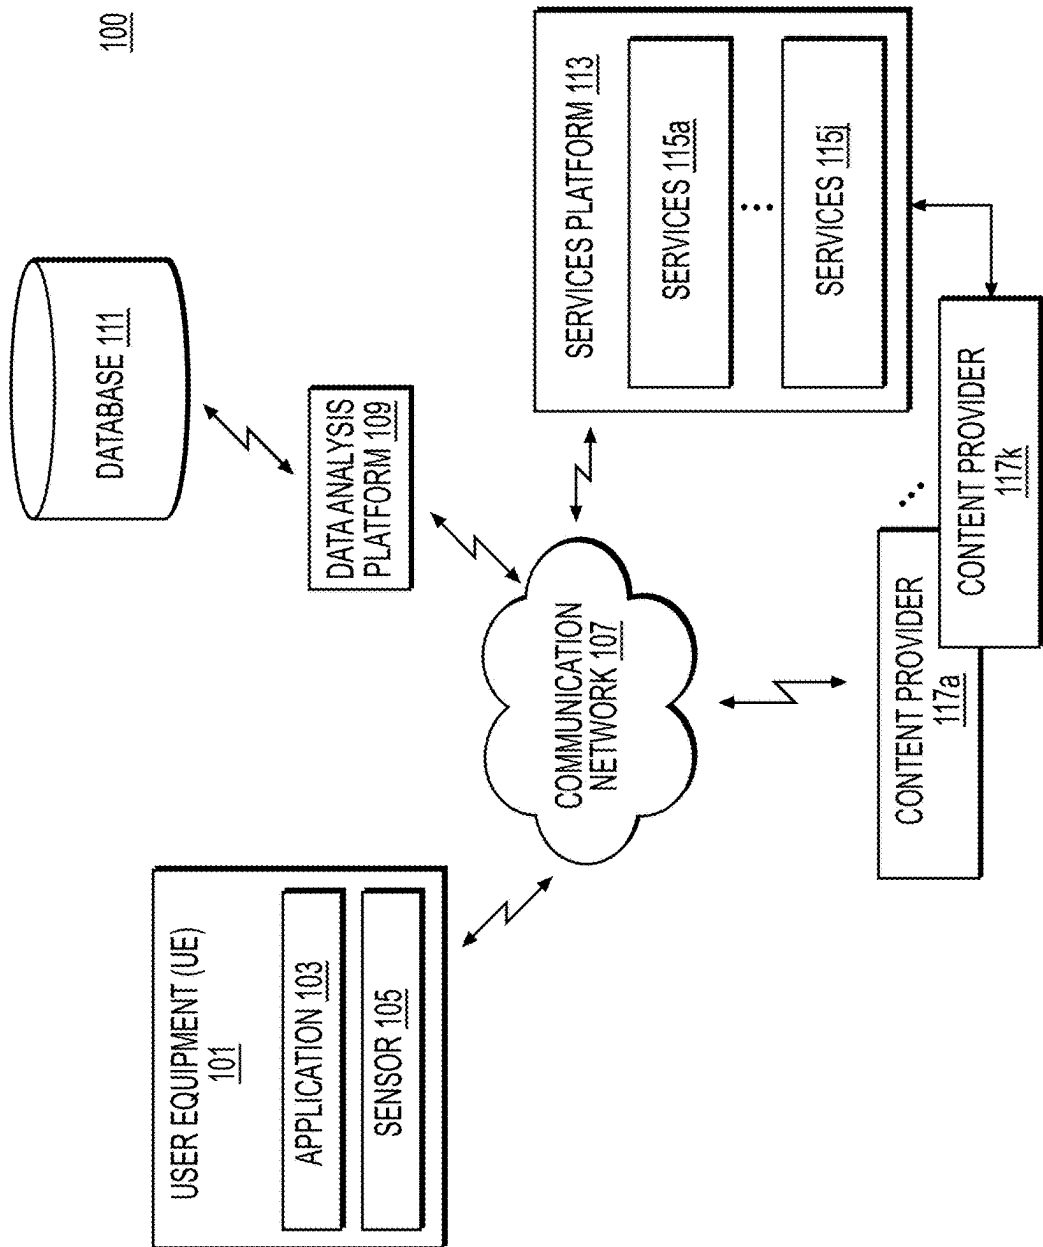 100
USER EQUIPMENT (UE)
101
APPLICATION 103
SENSOR 105
DATABASE 111
DATA ANALYSIS
PLATFORM 109
COMMUNICATION
NETWORK 107
SERVICES PLATFORM 113
SERVICES 115a
SERVICES 115j
CONTENT PROVIDER
117a
CONTENT PROVIDER
117k